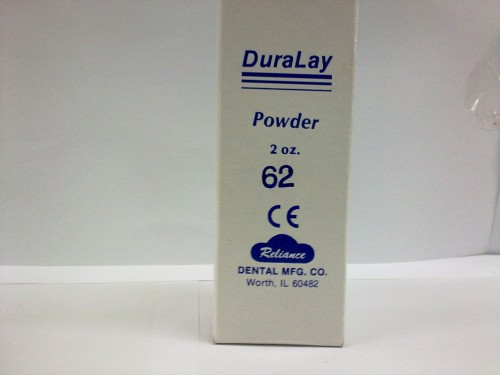 DuraLay
Powder
2 oz.
62
CE
Reliance
DENTAL MFG. CO.
Worth, IL 60482